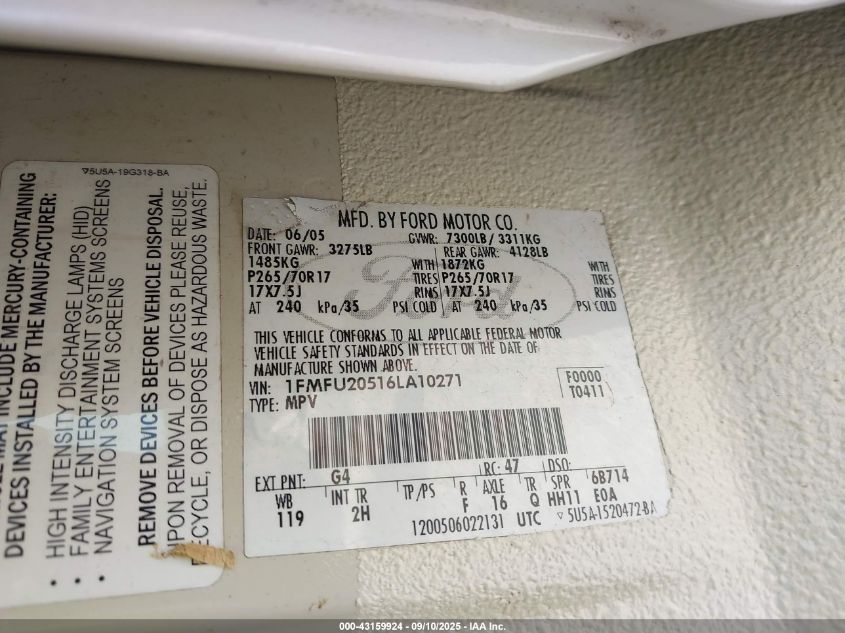 ▽5U5A-19G318-BA
MAY INCLUDE MERCURY-CONTAINING
DEVICES INSTALLED BY THE MANUFACTURER:
• HIGH INTENSITY DISCHARGE LAMPS (HID)
• FAMILY ENTERTAINMENT SYSTEMS SCREENS
• NAVIGATION SYSTEM SCREENS
REMOVE DEVICES BEFORE VEHICLE DISPOSAL.
UPON REMOVAL OF DEVICES PLEASE REUSE,
RECYCLE, OR DISPOSE AS HAZARDOUS WASTE.
MFD. BY FORD MOTOR CO.
DATE: 06/05 GVWR: 7300LB/ 3311KG
FRONT GAWR: 3275LB REAR GAWR: 4128LB
1485KG WITH 1872KG WITH
P265/70R17 TIRES P265/70R17 TIRES
17X7.5J RIMS 17X7.5J RIMS
AT 240 kPa/35 PSI COLD AT 240 kPa/35 PSI COLD
Ford
THIS VEHICLE CONFORMS TO ALL APPLICABLE FEDERAL MOTOR
VEHICLE SAFETY STANDARDS IN EFFECT ON THE DATE OF
MANUFACTURE SHOWN ABOVE.
VIN: 1FMFU20516LA10271 F0000
TYPE: MPV T0411
EXT PNT: G4 RC: 47 DSO:
WB INT TR TP/PS R AXLE TR SPR 6B714
119 2H F 16 Q HH11 EOA
1200506022131 UTC ▽5U5A-1520472-BA
000-43159924 - 09/10/2025 - IAA Inc.